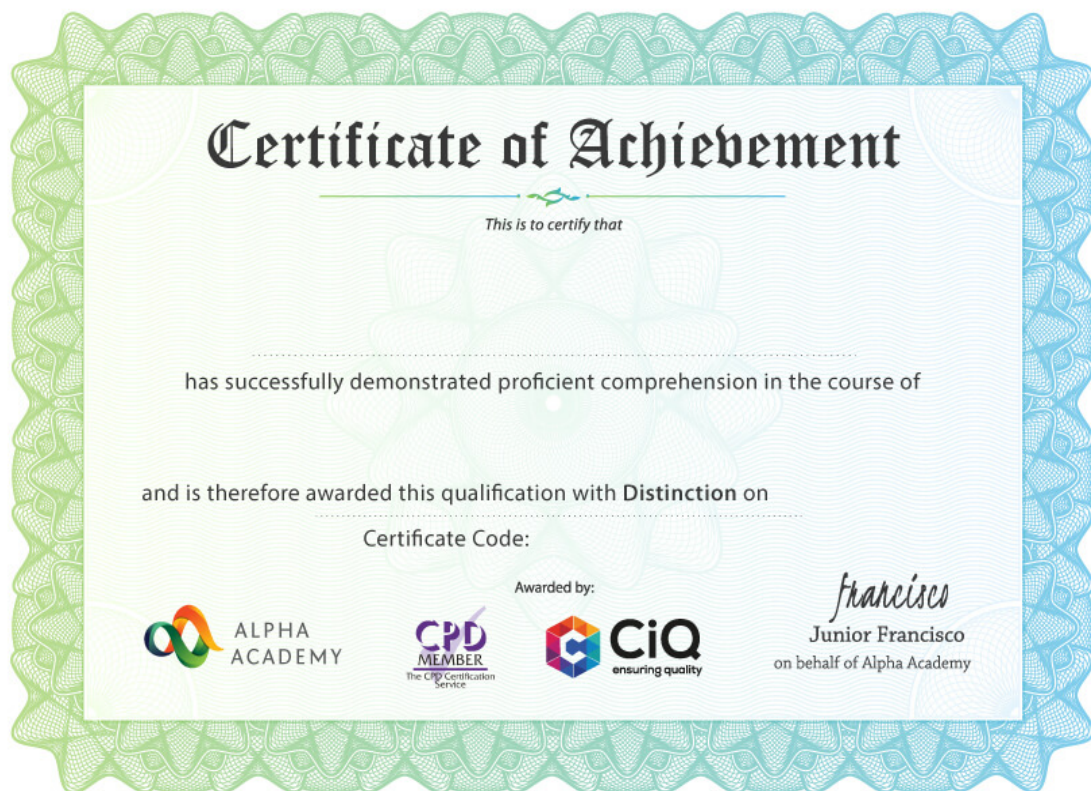 Certificate of Achievement
This is to certify that
has successfully demonstrated proficient comprehension in the course of
and is therefore awarded this qualification with Distinction on
Certificate Code:
Awarded by:
ALPHA
ACADEMY
CPD
MEMBER
The CPD Certification
Service
CiQ
ensuring quality
francisco
Junior Francisco
on behalf of Alpha Academy